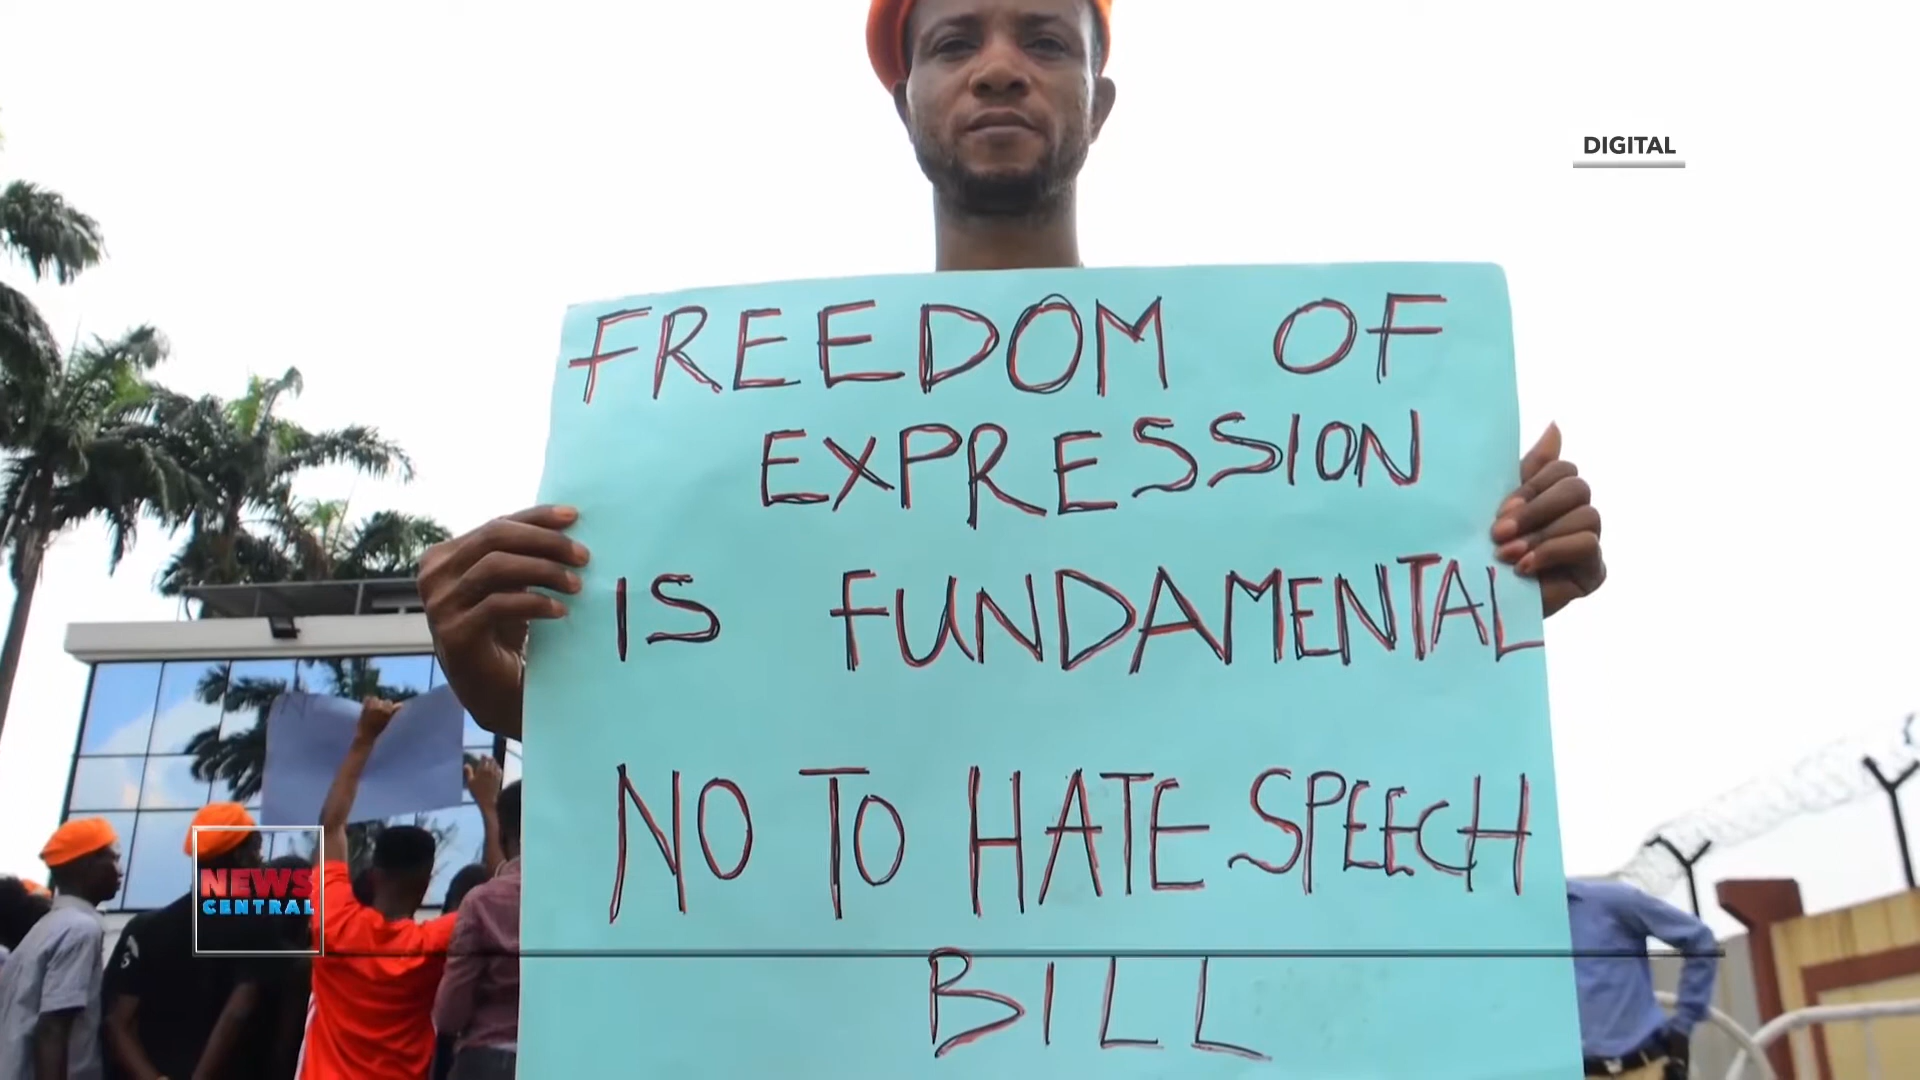 DIGITAL
FREEDOM OF
EXPRESSION
IS FUNDAMENTAL
NO TO HATE SPEECH
BILL
NEWS
CENTRAL